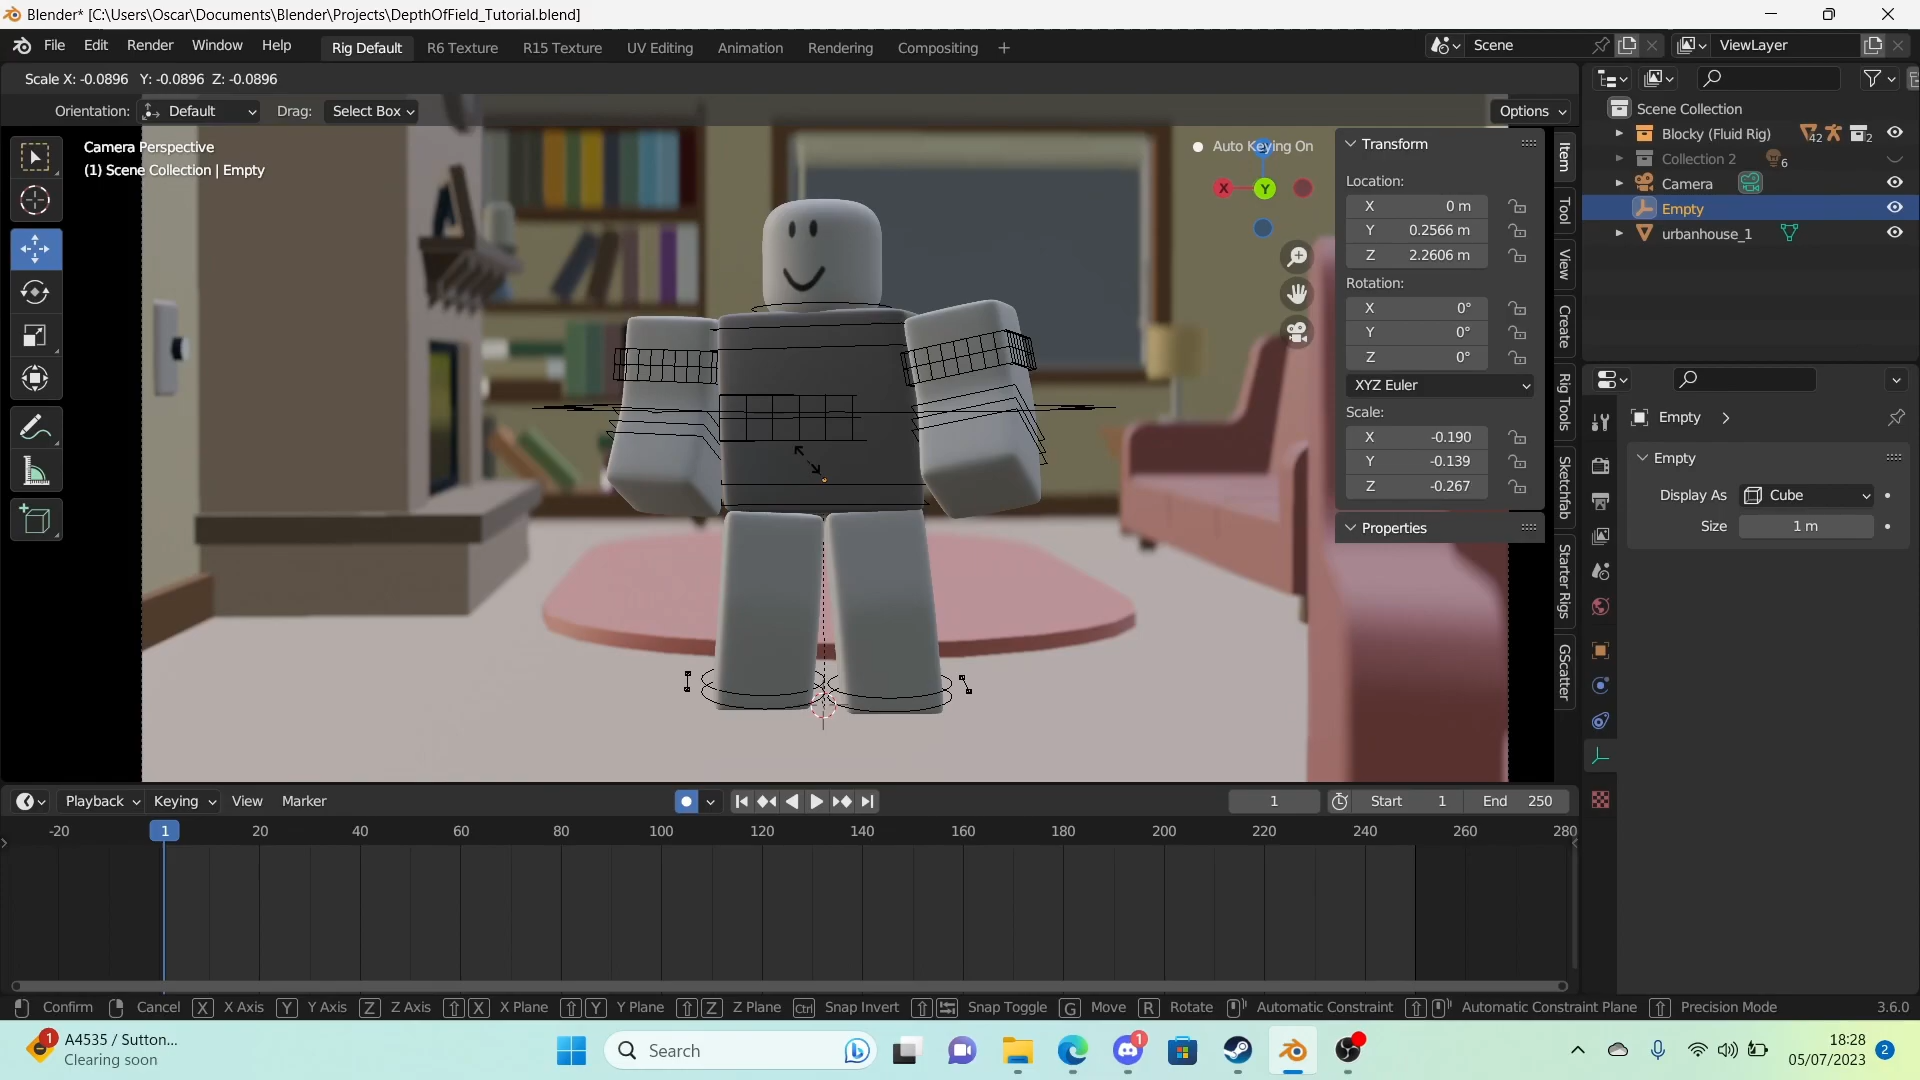 Blender* [C:\Users\Oscar\Documents\Blender\Projects\DepthOfField_Tutorial.blend]
File Edit Render Window Help Rig Default R6 Texture R15 Texture UV Editing Animation Rendering Compositing + Scene ViewLayer
Scale X: -0.0896 Y: -0.0896 Z: -0.0896
Orientation: Default Drag: Select Box Options
Camera Perspective
(1) Scene Collection | Empty
Auto Keying On
X Y
Transform
Location:
X 0 m
Y 0.2566 m
Z 2.2606 m
Rotation:
X 0°
Y 0°
Z 0°
XYZ Euler
Scale:
X -0.190
Y -0.139
Z -0.267
Properties
Item
Tool
View
Create
Rig Tools
Sketchfab
Starter Rigs
GScatter
Scene Collection
Blocky (Fluid Rig) 42 2
Collection 2 6
Camera
Empty
urbanhouse_1
Empty
Empty
Display As Cube
Size 1 m
Playback Keying View Marker 1 Start 1 End 250
-20 1 20 40 60 80 100 120 140 160 180 200 220 240 260 280
Confirm Cancel X X Axis Y Y Axis Z Z Axis X X Plane Y Y Plane Z Z Plane Ctrl Snap Invert Snap Toggle G Move R Rotate Automatic Constraint Automatic Constraint Plane Precision Mode 3.6.0
1 A4535 / Sutton...
Clearing soon
Search
1
18:28
05/07/2023 2